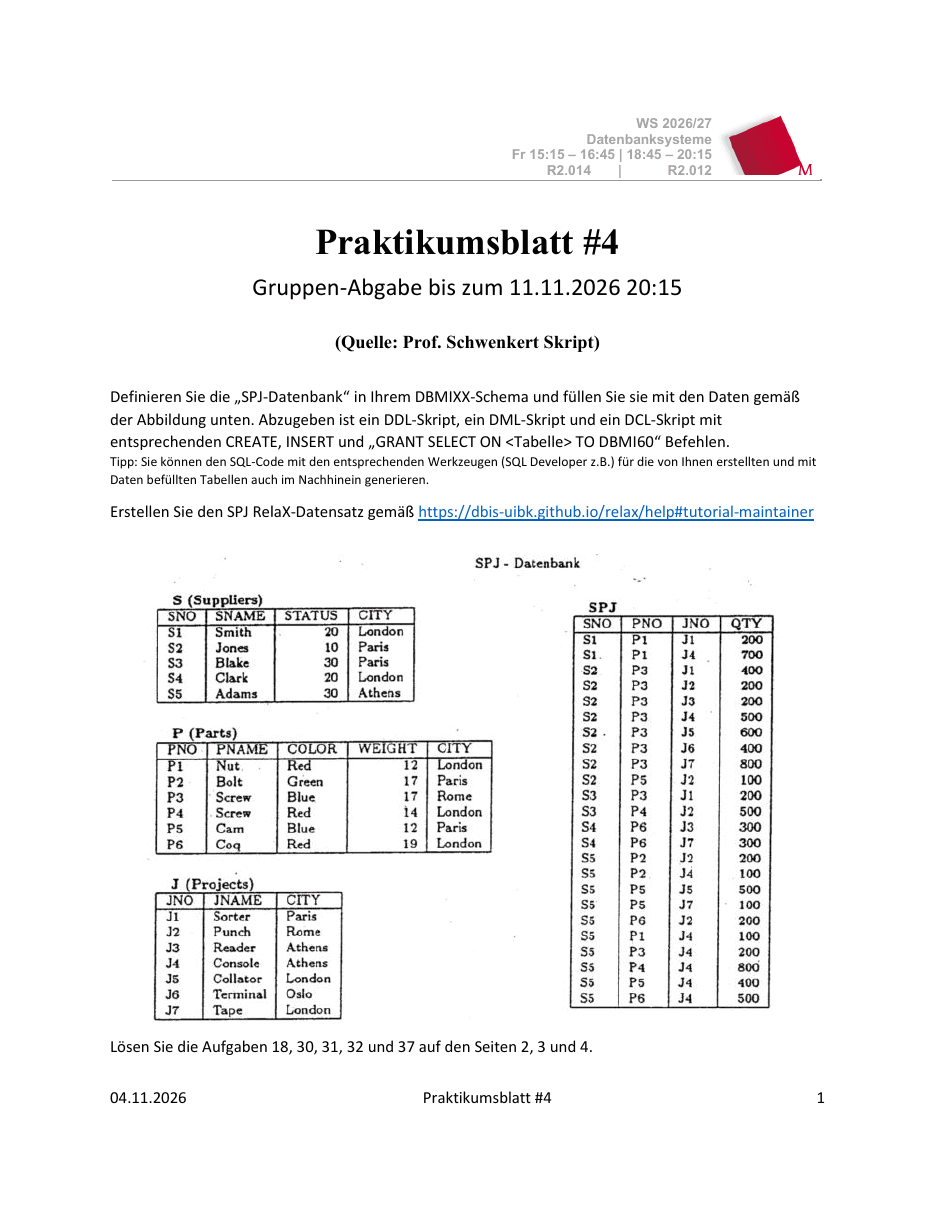 WS 2026/27
Datenbanksysteme
Fr 15:15 – 16:45 | 18:45 – 20:15
R2.014 | R2.012
M
Praktikumsblatt #4
Gruppen-Abgabe bis zum 11.11.2026 20:15
(Quelle: Prof. Schwenkert Skript)
Definieren Sie die „SPJ-Datenbank“ in Ihrem DBMIXX-Schema und füllen Sie sie mit den Daten gemäß
der Abbildung unten. Abzugeben ist ein DDL-Skript, ein DML-Skript und ein DCL-Skript mit
entsprechenden CREATE, INSERT und „GRANT SELECT ON <Tabelle> TO DBMI60“ Befehlen.
Tipp: Sie können den SQL-Code mit den entsprechenden Werkzeugen (SQL Developer z.B.) für die von Ihnen erstellten und mit
Daten befüllten Tabellen auch im Nachhinein generieren.
Erstellen Sie den SPJ RelaX-Datensatz gemäß https://dbis-uibk.github.io/relax/help#tutorial-maintainer
SPJ - Datenbank
S (Suppliers)
SNO SNAME STATUS CITY
S1 Smith 20 London
S2 Jones 10 Paris
S3 Blake 30 Paris
S4 Clark 20 London
S5 Adams 30 Athens
P (Parts)
PNO PNAME COLOR WEIGHT CITY
P1 Nut Red 12 London
P2 Bolt Green 17 Paris
P3 Screw Blue 17 Rome
P4 Screw Red 14 London
P5 Cam Blue 12 Paris
P6 Coq Red 19 London
J (Projects)
JNO JNAME CITY
J1 Sorter Paris
J2 Punch Rome
J3 Reader Athens
J4 Console Athens
J5 Collator London
J6 Terminal Oslo
J7 Tape London
SPJ
SNO PNO JNO QTY
S1 P1 J1 200
S1 P1 J4 700
S2 P3 J1 400
S2 P3 J2 200
S2 P3 J3 200
S2 P3 J4 500
S2 P3 J5 600
S2 P3 J6 400
S2 P3 J7 800
S2 P5 J2 100
S3 P3 J1 200
S3 P4 J2 500
S4 P6 J3 300
S4 P6 J7 300
S5 P2 J2 200
S5 P2 J4 100
S5 P5 J5 500
S5 P5 J7 100
S5 P6 J2 200
S5 P1 J4 100
S5 P3 J4 200
S5 P4 J4 800
S5 P5 J4 400
S5 P6 J4 500
Lösen Sie die Aufgaben 18, 30, 31, 32 und 37 auf den Seiten 2, 3 und 4.
04.11.2026 Praktikumsblatt #4 1